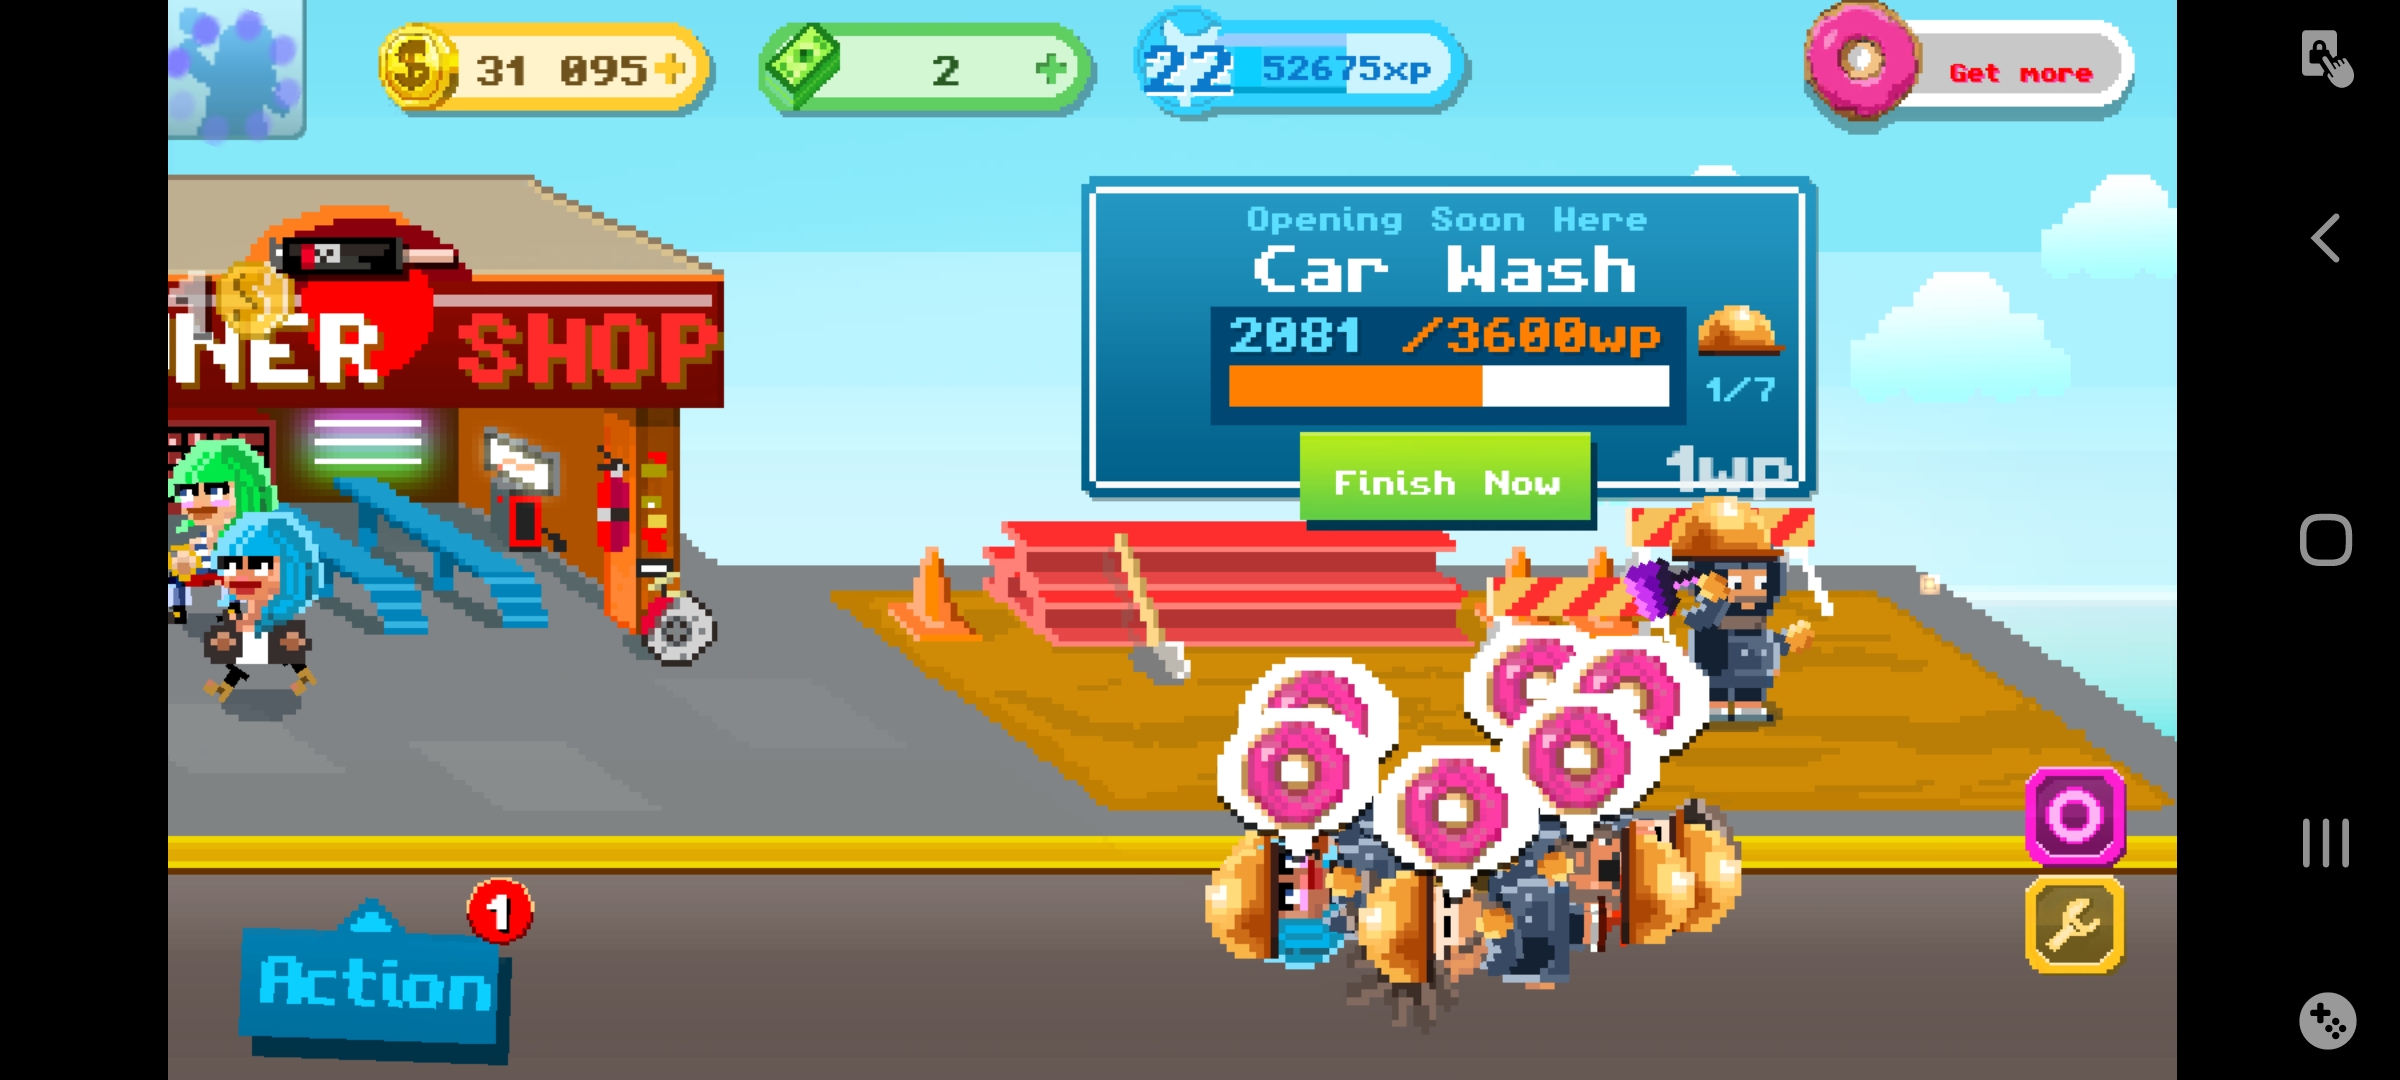 31 095
2
22 52675xp
Get more
Opening Soon Here
Car Wash
2081 /3600wp
1/7
Finish Now
1wp
1
NER SHOP
1
Action